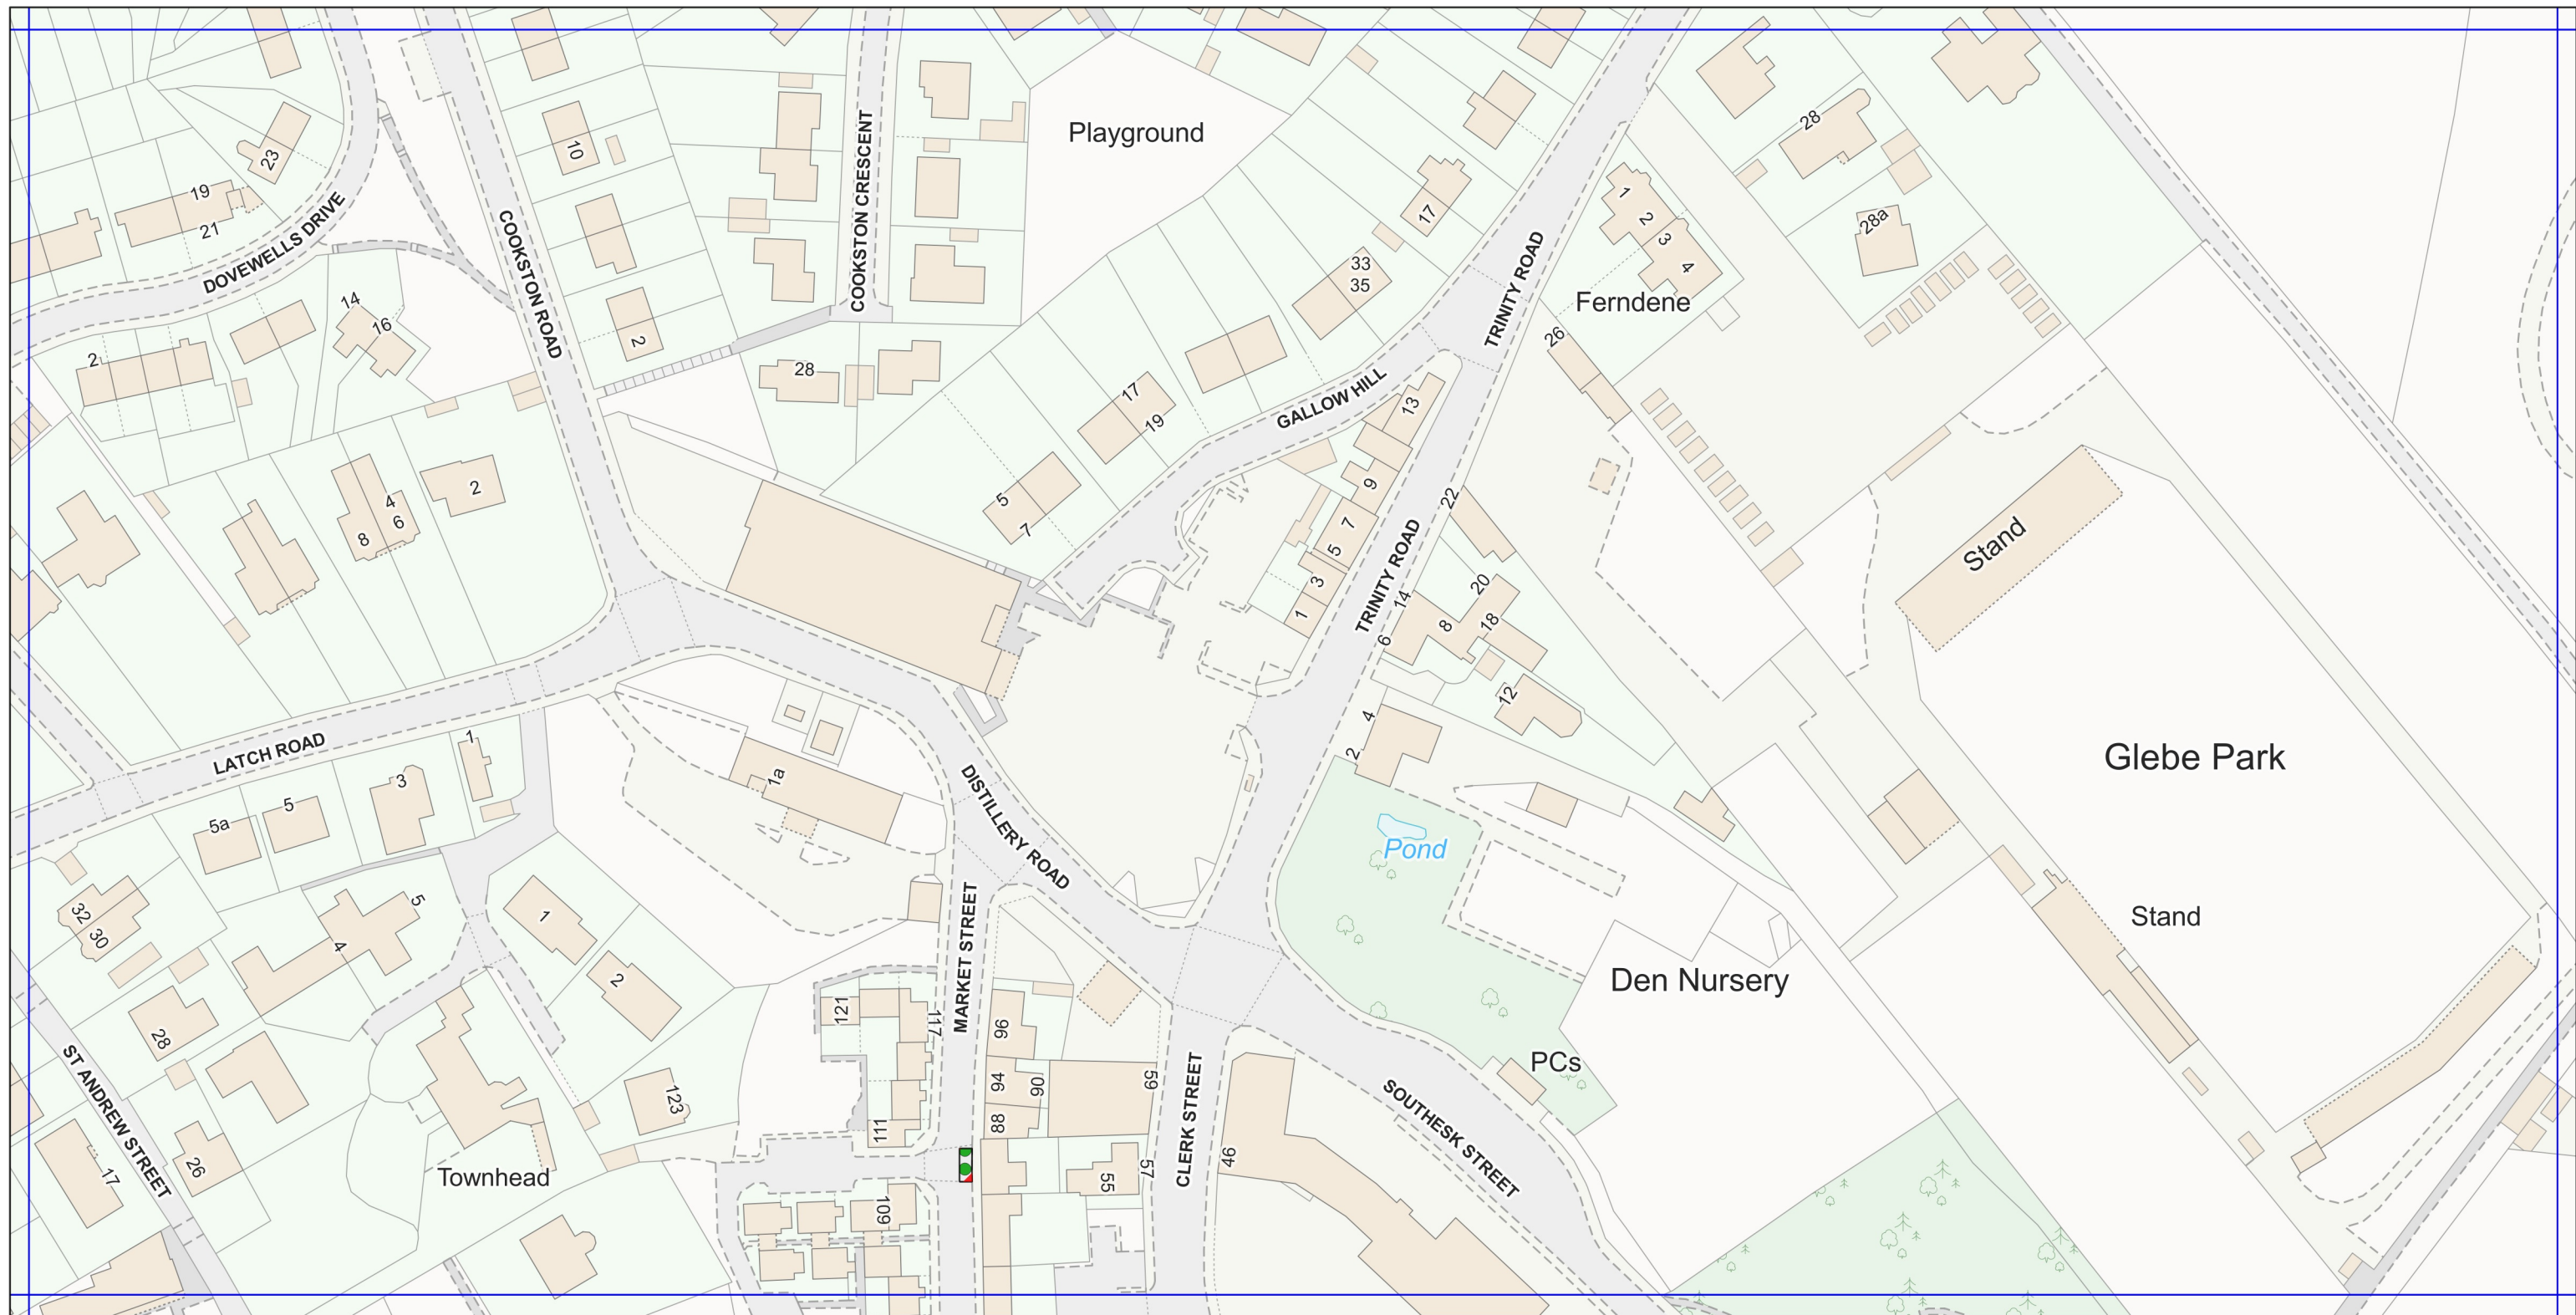 Playground
COOKSTON CRESCENT
COOKSTON ROAD
DOVEWELLS DRIVE
23
19
21
10
2
28
14
16
2
17
33
35
1
2
3
4
Ferndene
28
28a
TRINITY ROAD
26
GALLOW HILL
17
19
5
7
13
9
7
5
3
1
22
TRINITY ROAD
14
6
8
20
18
12
4
2
Stand
Glebe Park
Stand
2
4
6
8
LATCH ROAD
1
3
5
5a
1a
DISTILLERY ROAD
MARKET STREET
Pond
Den Nursery
PCs
32
30
5
4
1
2
28
26
17
ST ANDREW STREET
Townhead
123
121
117
111
109
96
94
90
88
59
57
55
46
CLERK STREET
SOUTHESK STREET